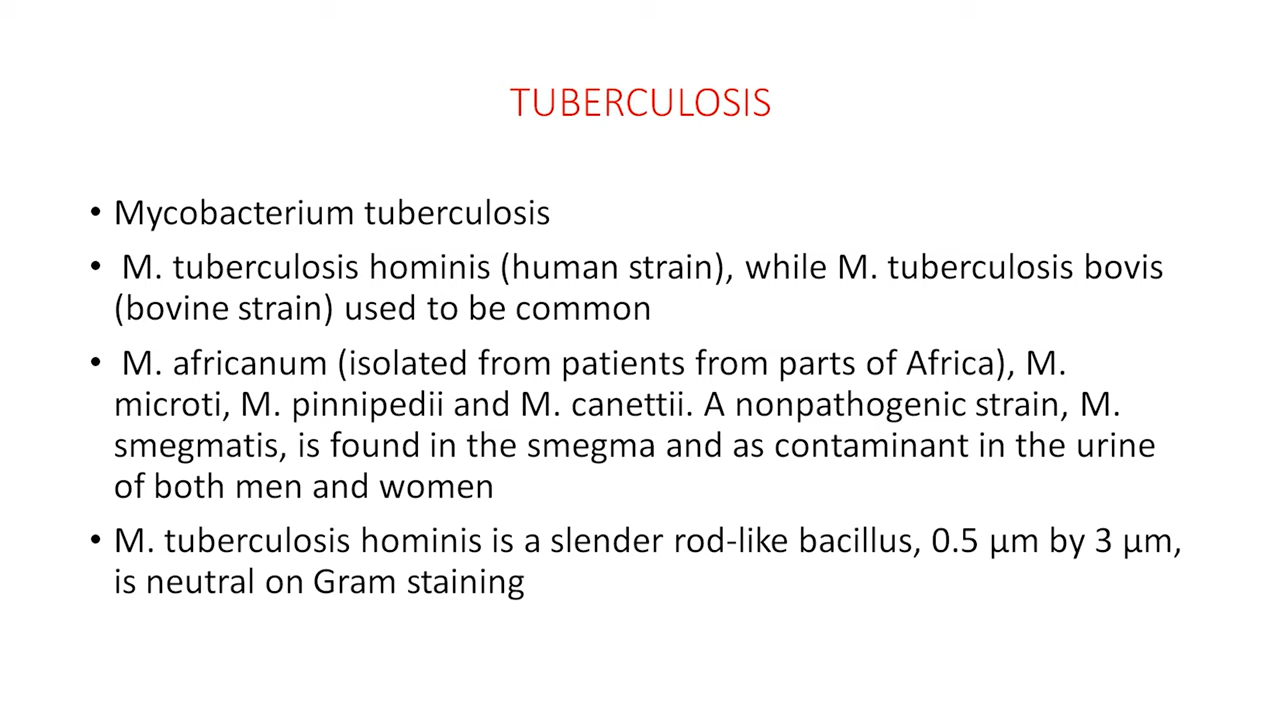 TUBERCULOSIS
• Mycobacterium tuberculosis
• M. tuberculosis hominis (human strain), while M. tuberculosis bovis
(bovine strain) used to be common
• M. africanum (isolated from patients from parts of Africa), M.
microti, M. pinnipedii and M. canettii. A nonpathogenic strain, M.
smegmatis, is found in the smegma and as contaminant in the urine
of both men and women
• M. tuberculosis hominis is a slender rod-like bacillus, 0.5 μm by 3 μm,
is neutral on Gram staining